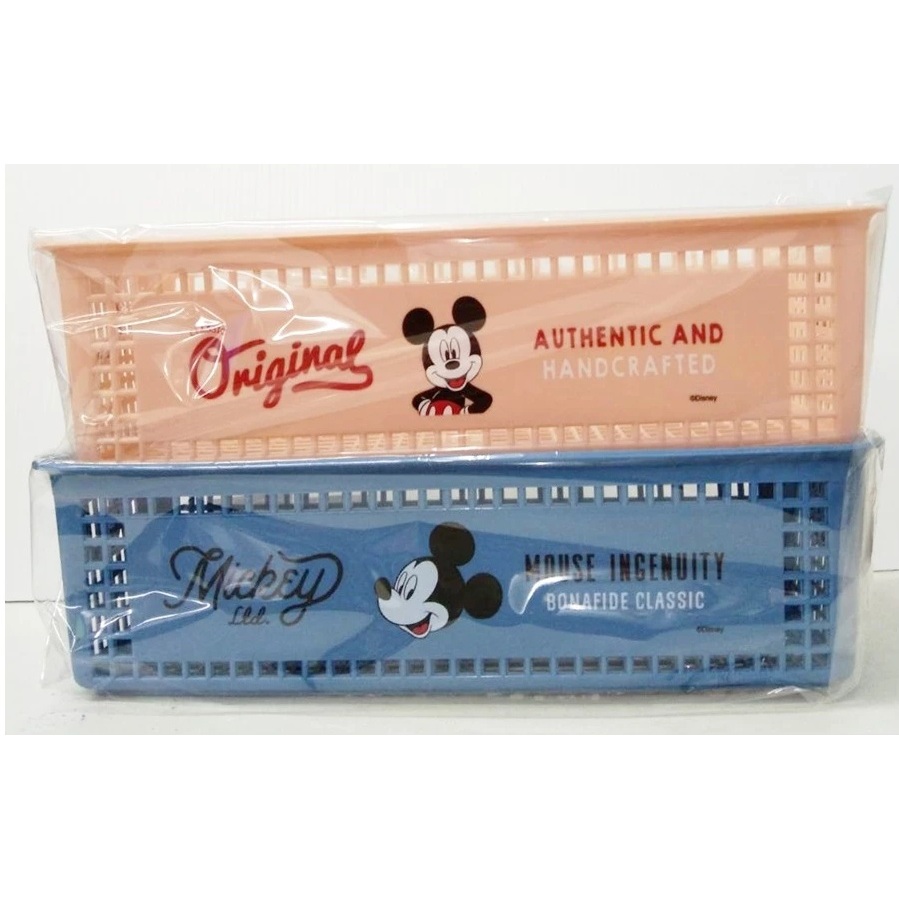 Original
AUTHENTIC AND
HANDCRAFTED
©Disney
Mickey
Ltd.
MOUSE INGENUITY
BONAFIDE CLASSIC
©Disney